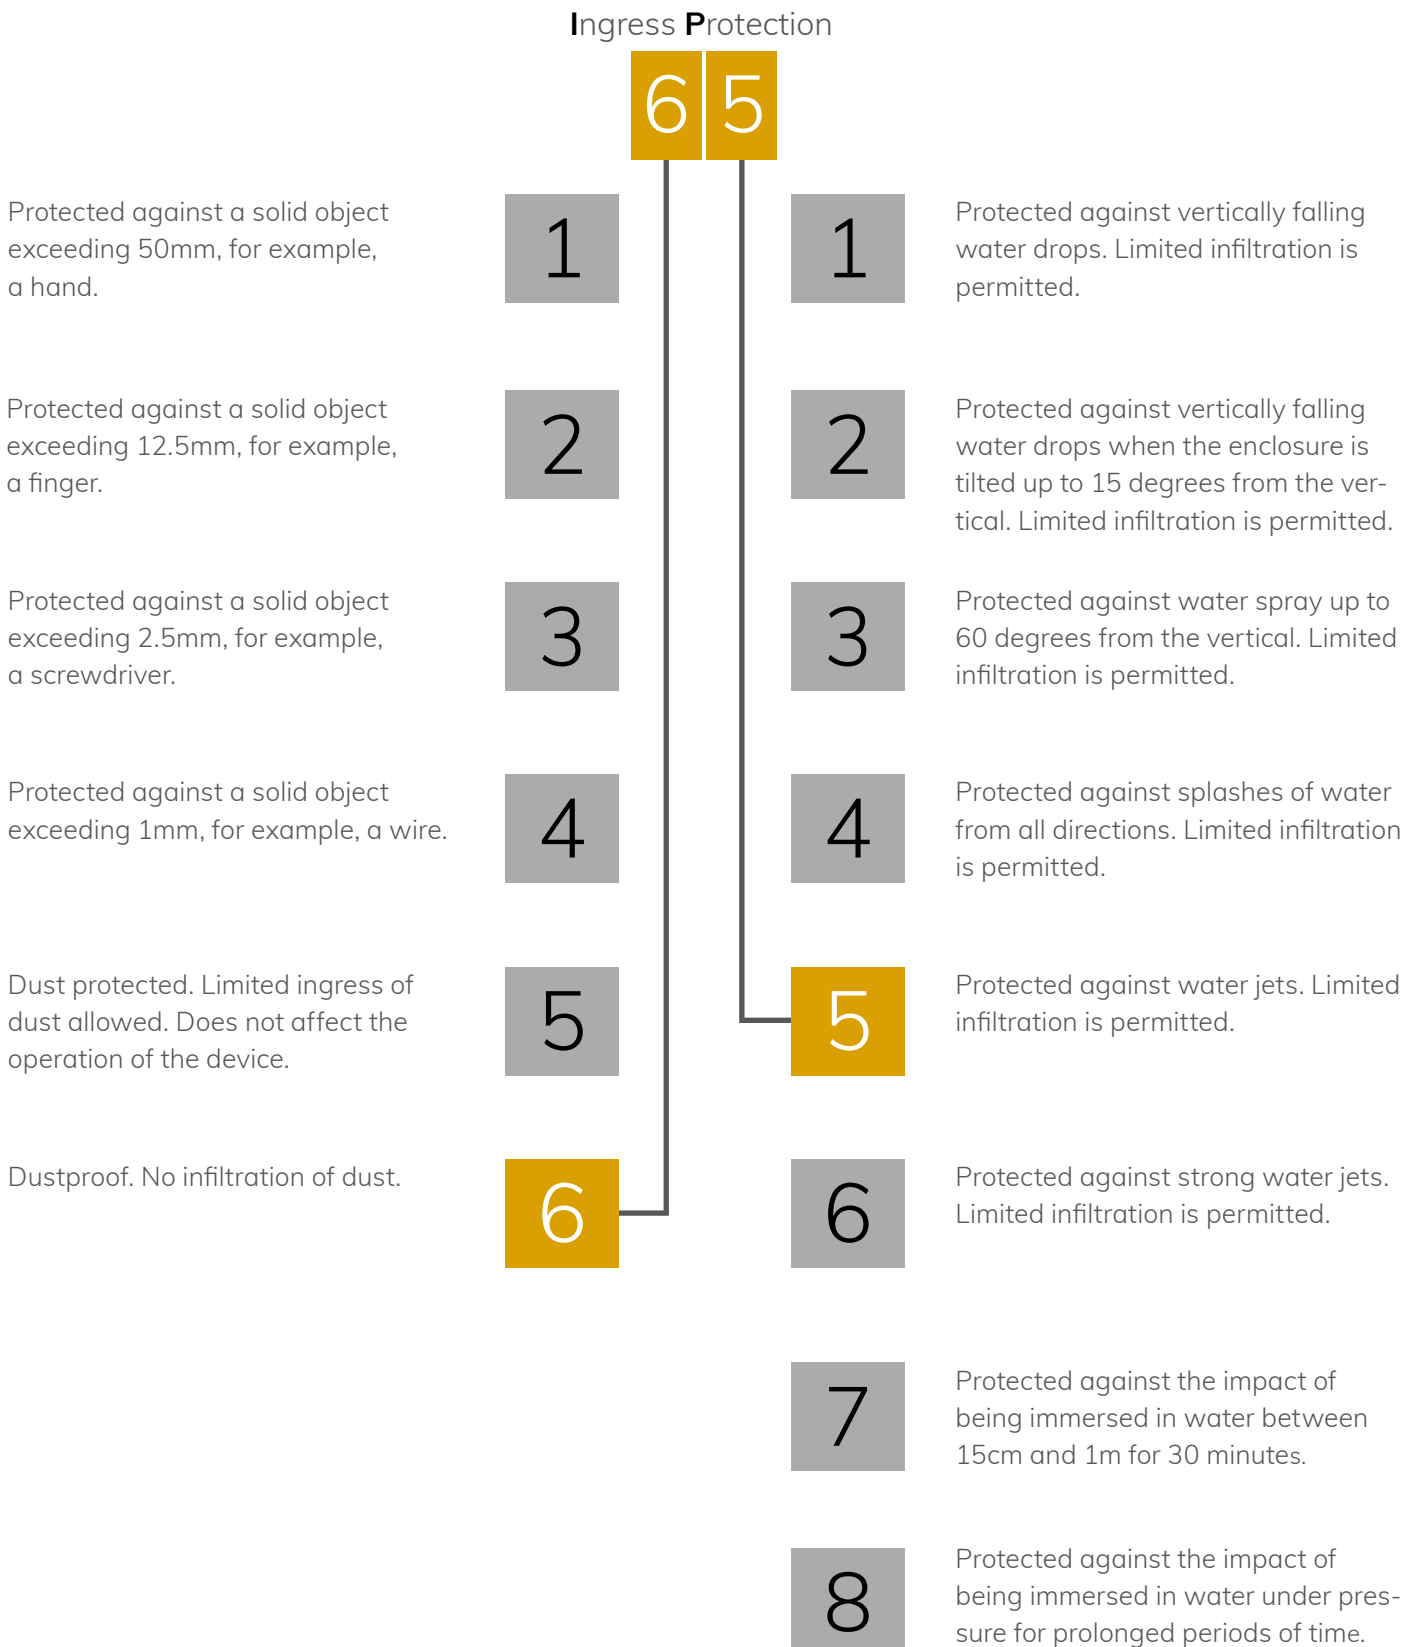 Ingress Protection
6 5
Protected against a solid object
exceeding 50mm, for example,
a hand.
1
1
Protected against vertically falling
water drops. Limited infiltration is
permitted.
Protected against a solid object
exceeding 12.5mm, for example,
a finger.
2
2
Protected against vertically falling
water drops when the enclosure is
tilted up to 15 degrees from the ver-
tical. Limited infiltration is permitted.
Protected against a solid object
exceeding 2.5mm, for example,
a screwdriver.
3
3
Protected against water spray up to
60 degrees from the vertical. Limited
infiltration is permitted.
Protected against a solid object
exceeding 1mm, for example, a wire.
4
4
Protected against splashes of water
from all directions. Limited infiltration
is permitted.
Dust protected. Limited ingress of
dust allowed. Does not affect the
operation of the device.
5
5
Protected against water jets. Limited
infiltration is permitted.
Dustproof. No infiltration of dust.
6
6
Protected against strong water jets.
Limited infiltration is permitted.
7
Protected against the impact of
being immersed in water between
15cm and 1m for 30 minutes.
8
Protected against the impact of
being immersed in water under pres-
sure for prolonged periods of time.